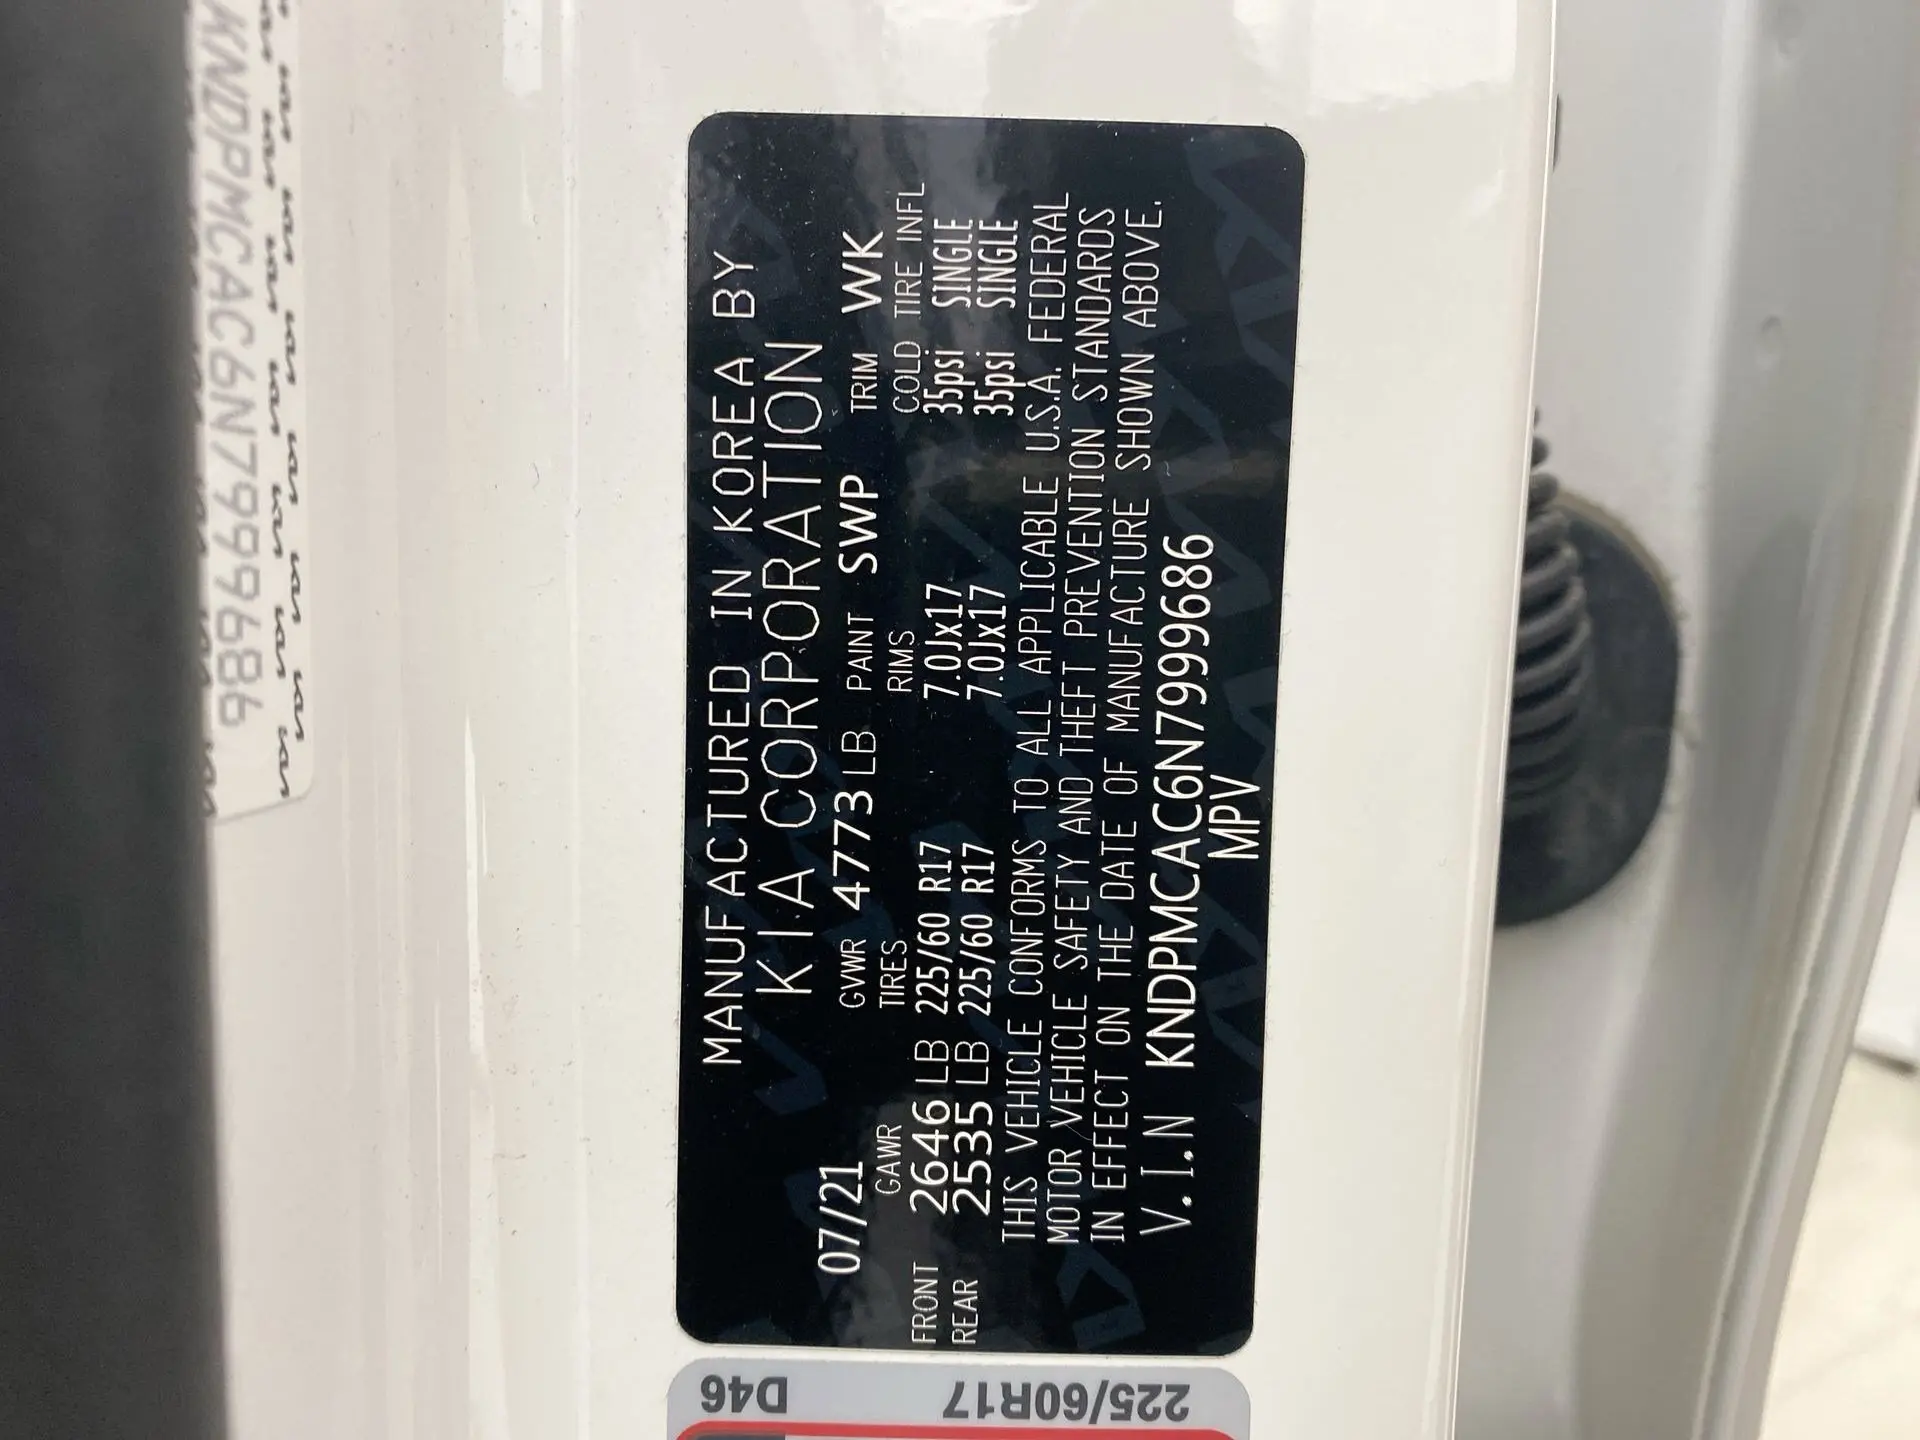 MANUFACTURED IN KOREA BY
KIA CORPORATION
07/21 GVWR 4773 LB PAINT SWP TRIM WK
GAWR TIRES RIMS COLD TIRE INFL
FRONT 2646 LB 225/60 R17 7.0Jx17 35psi SINGLE
REAR 2535 LB 225/60 R17 7.0Jx17 35psi SINGLE
THIS VEHICLE CONFORMS TO ALL APPLICABLE U.S.A. FEDERAL
MOTOR VEHICLE SAFETY AND THEFT PREVENTION STANDARDS
IN EFFECT ON THE DATE OF MANUFACTURE SHOWN ABOVE.
V.I.N KNDPMCAC6N7999686
MPV
KNDPMCAC6N7999686
225/60R17 D46